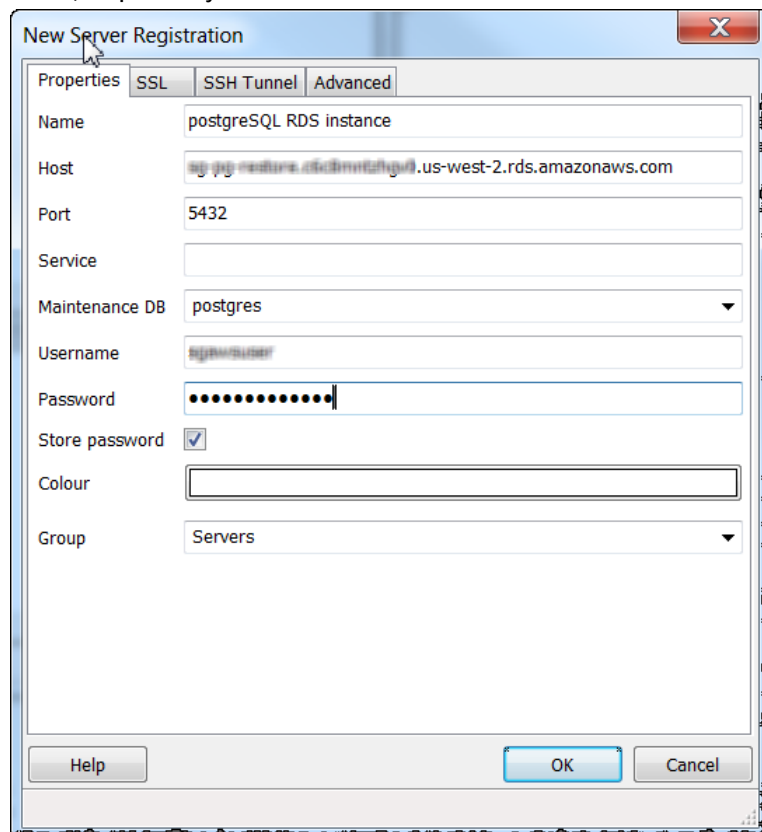 New Server Registration
Properties SSL SSH Tunnel Advanced
Name postgreSQL RDS instance
Host .us-west-2.rds.amazonaws.com
Port 5432
Service
Maintenance DB postgres
Username
Password
Store password
Colour
Group Servers
Help OK Cancel